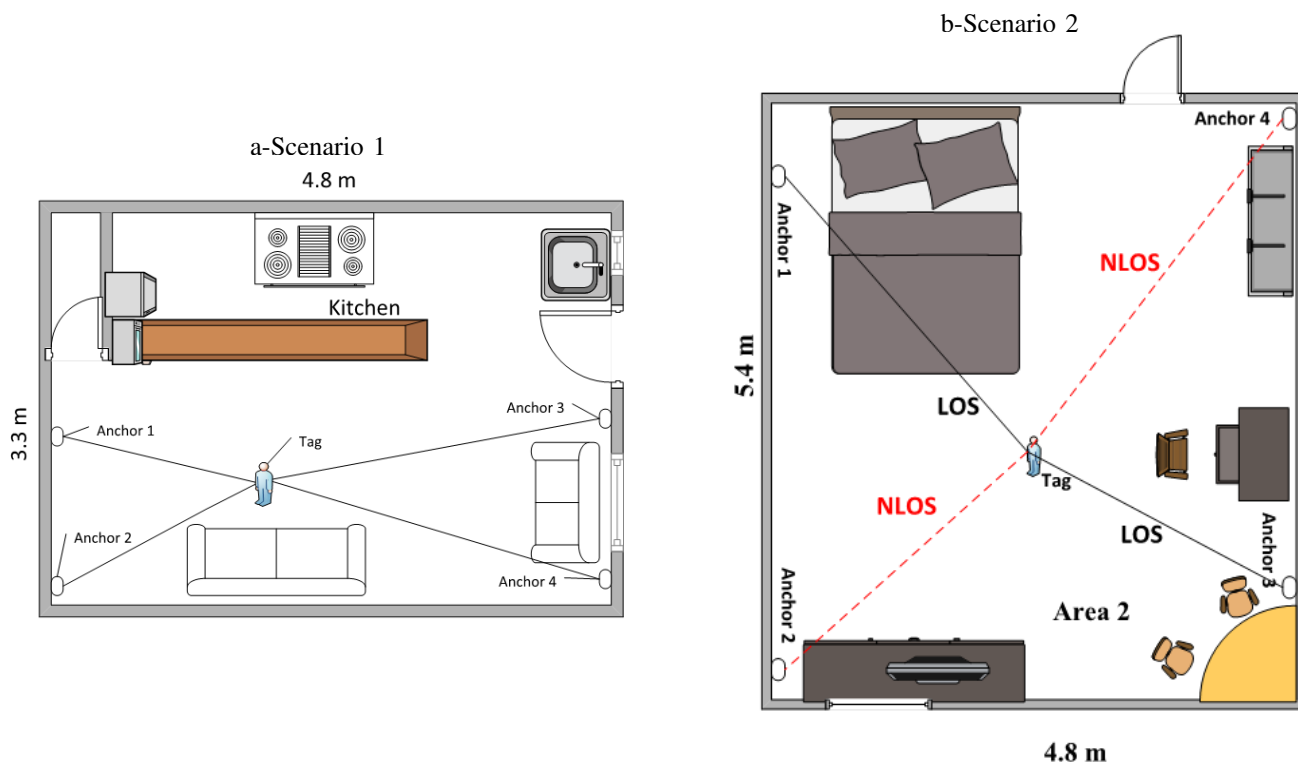 a-Scenario 1
4.8 m
Kitchen
3.3 m
Anchor 1
Anchor 3
Tag
Anchor 2
Anchor 4
b-Scenario 2
Anchor 4
Anchor 1
NLOS
5.4 m
LOS
Tag
NLOS
LOS
Anchor 3
Anchor 2
Area 2
4.8 m